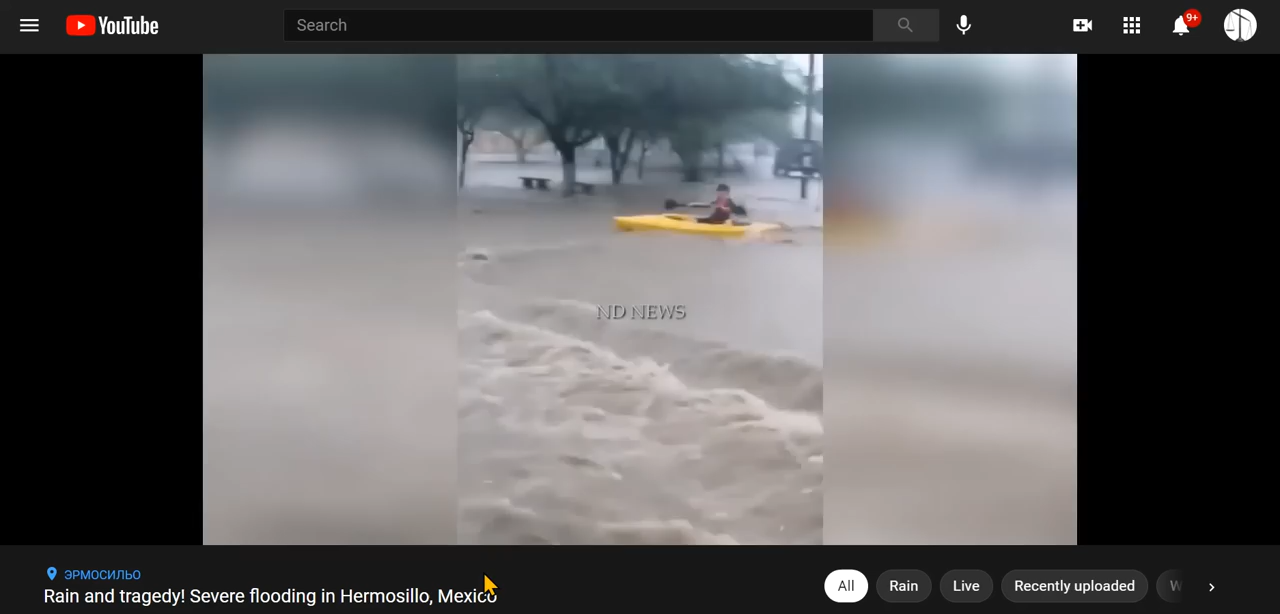 YouTube
Search
9+
ND NEWS
ЭРМОСИЛЬО
Rain and tragedy! Severe flooding in Hermosillo, Mexico
All
Rain
Live
Recently uploaded